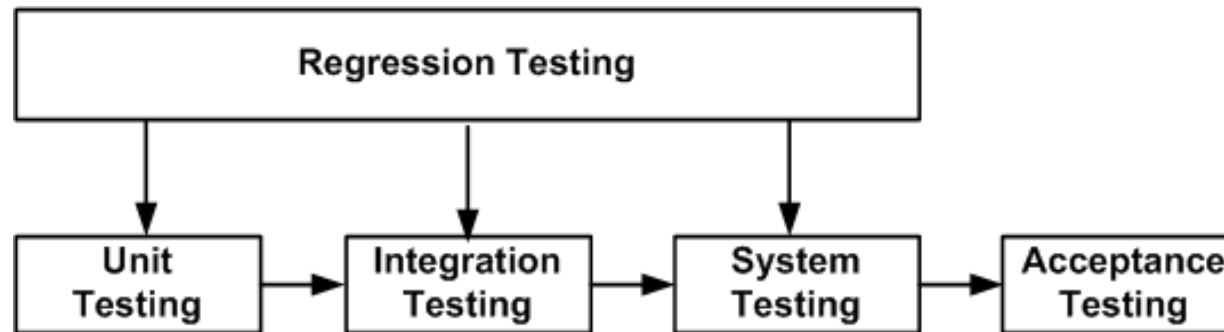 Regression Testing
Unit
Testing
Integration
Testing
System
Testing
Acceptance
Testing